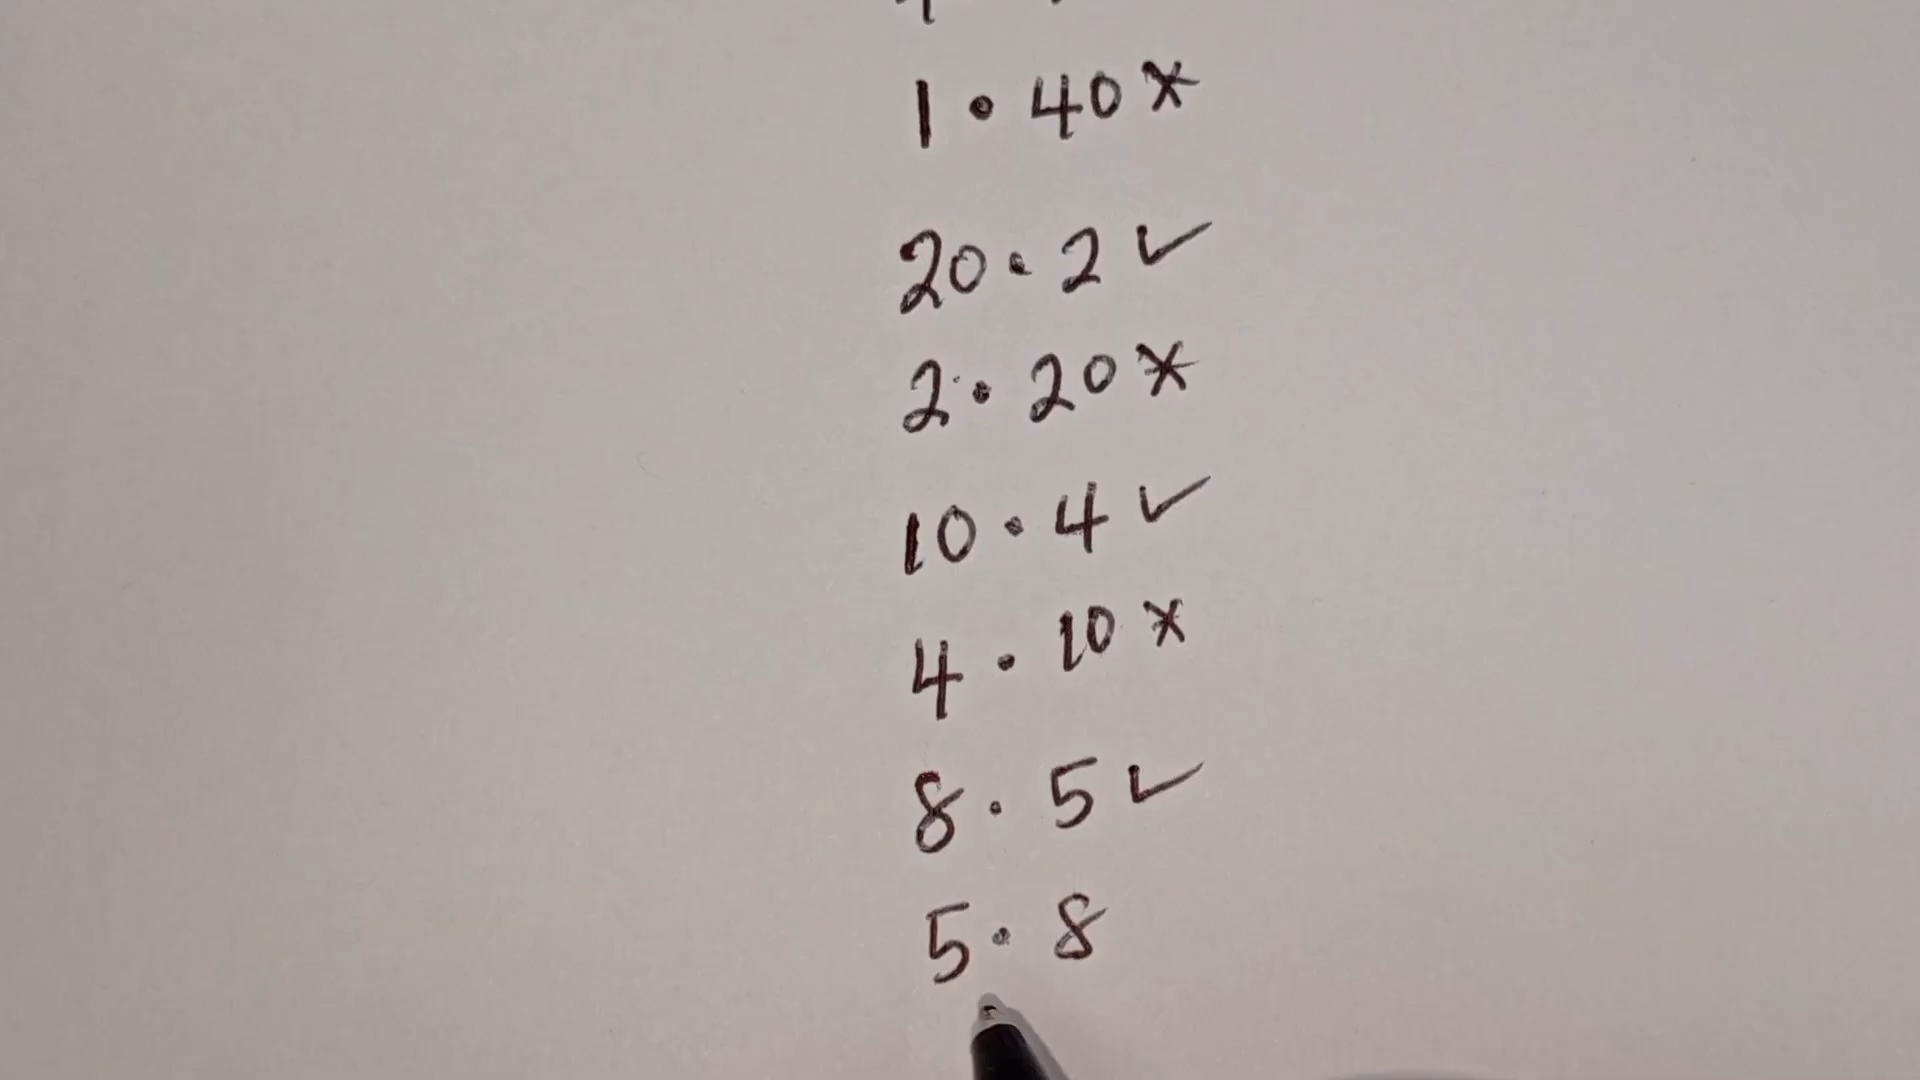 1 • 40 ×
20 • 2 ✓
2 • 20 ×
10 • 4 ✓
4 • 10 ×
8 • 5 ✓
5 • 8